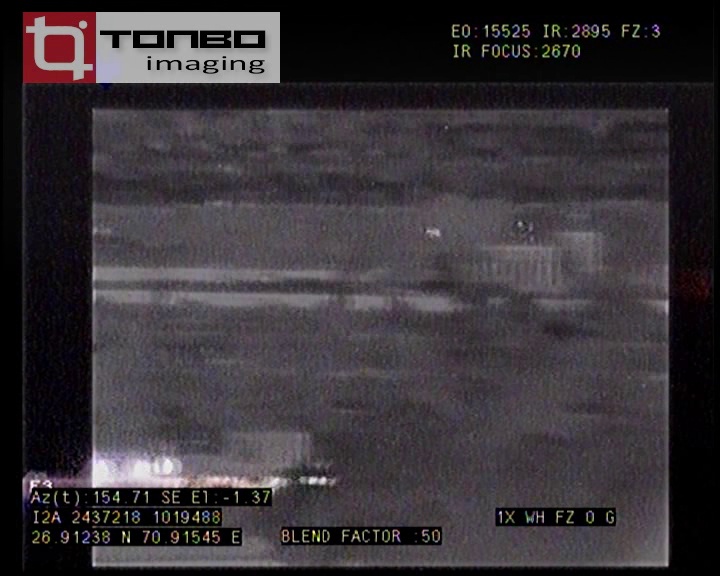 TONBO
imaging
EO:15525 IR:2895 FZ:3
IR FOCUS:2670
Az(t):154.71 SE El:-1.37
I2A 2437218 1019488
26.91238 N 70.91545 E
BLEND FACTOR :50
1X WH FZ O G